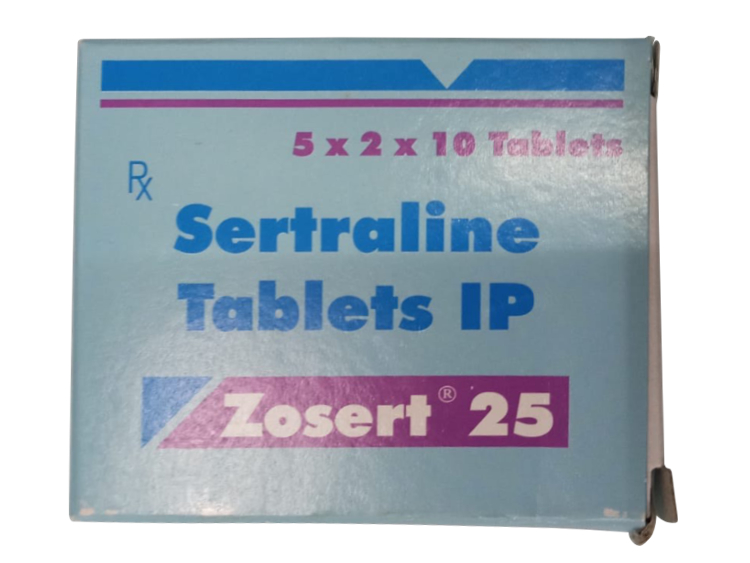 5 x 2 x 10 Tablets
Rx
Sertraline
Tablets IP
Zosert® 25